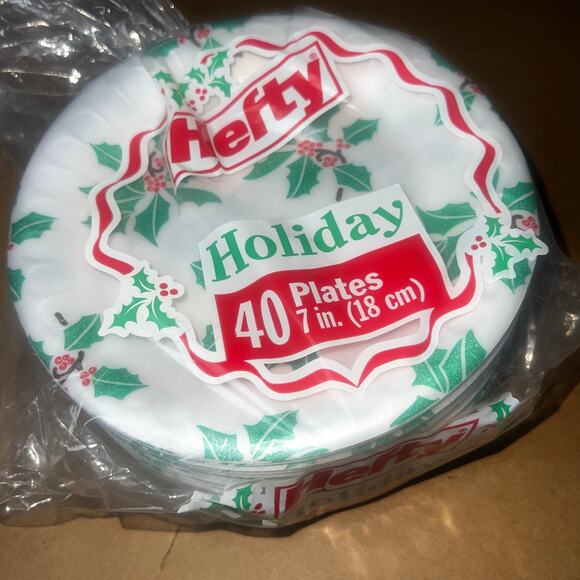 Hefty®
Holiday
40 Plates
7 in. (18 cm)
Hefty